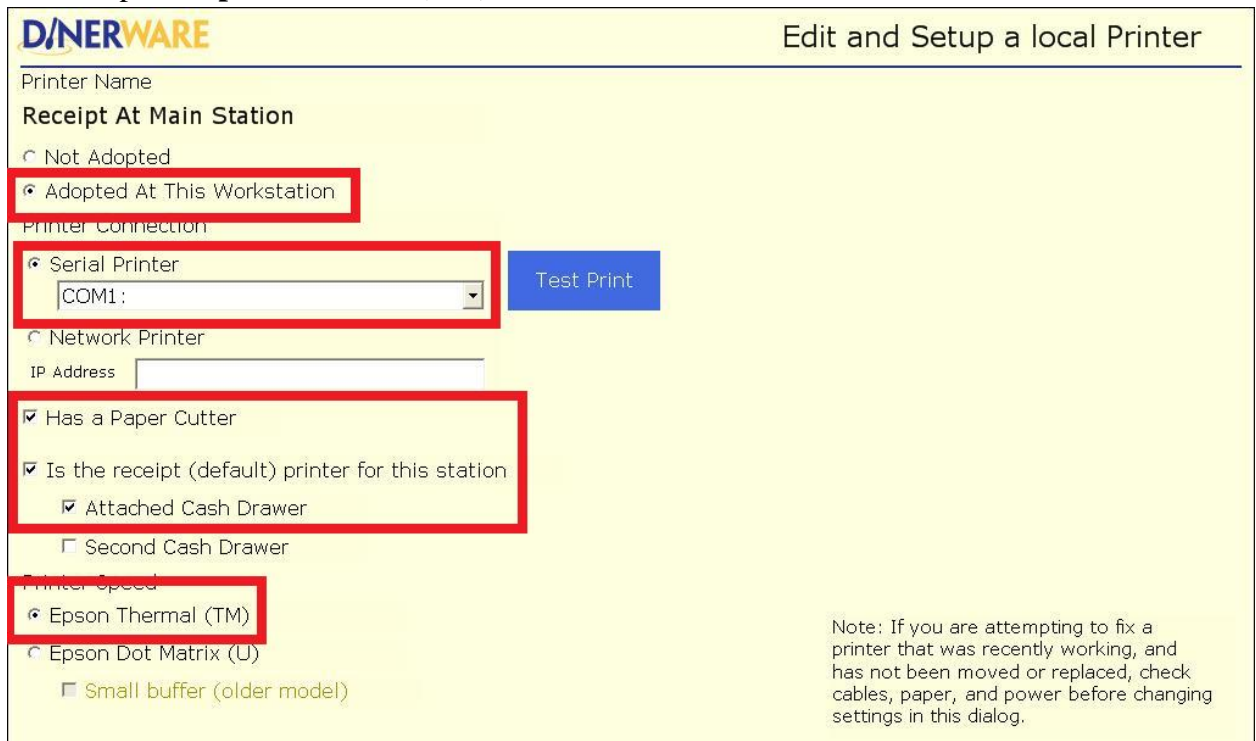 DINERWARE
Edit and Setup a local Printer
Printer Name
Receipt At Main Station
Not Adopted
Adopted At This Workstation
Printer Connection
Serial Printer
COM1:
Test Print
Network Printer
IP Address
Has a Paper Cutter
Is the receipt (default) printer for this station
Attached Cash Drawer
Second Cash Drawer
Printer Speed
Epson Thermal (TM)
Epson Dot Matrix (U)
Small buffer (older model)
Note: If you are attempting to fix a
printer that was recently working, and
has not been moved or replaced, check
cables, paper, and power before changing
settings in this dialog.